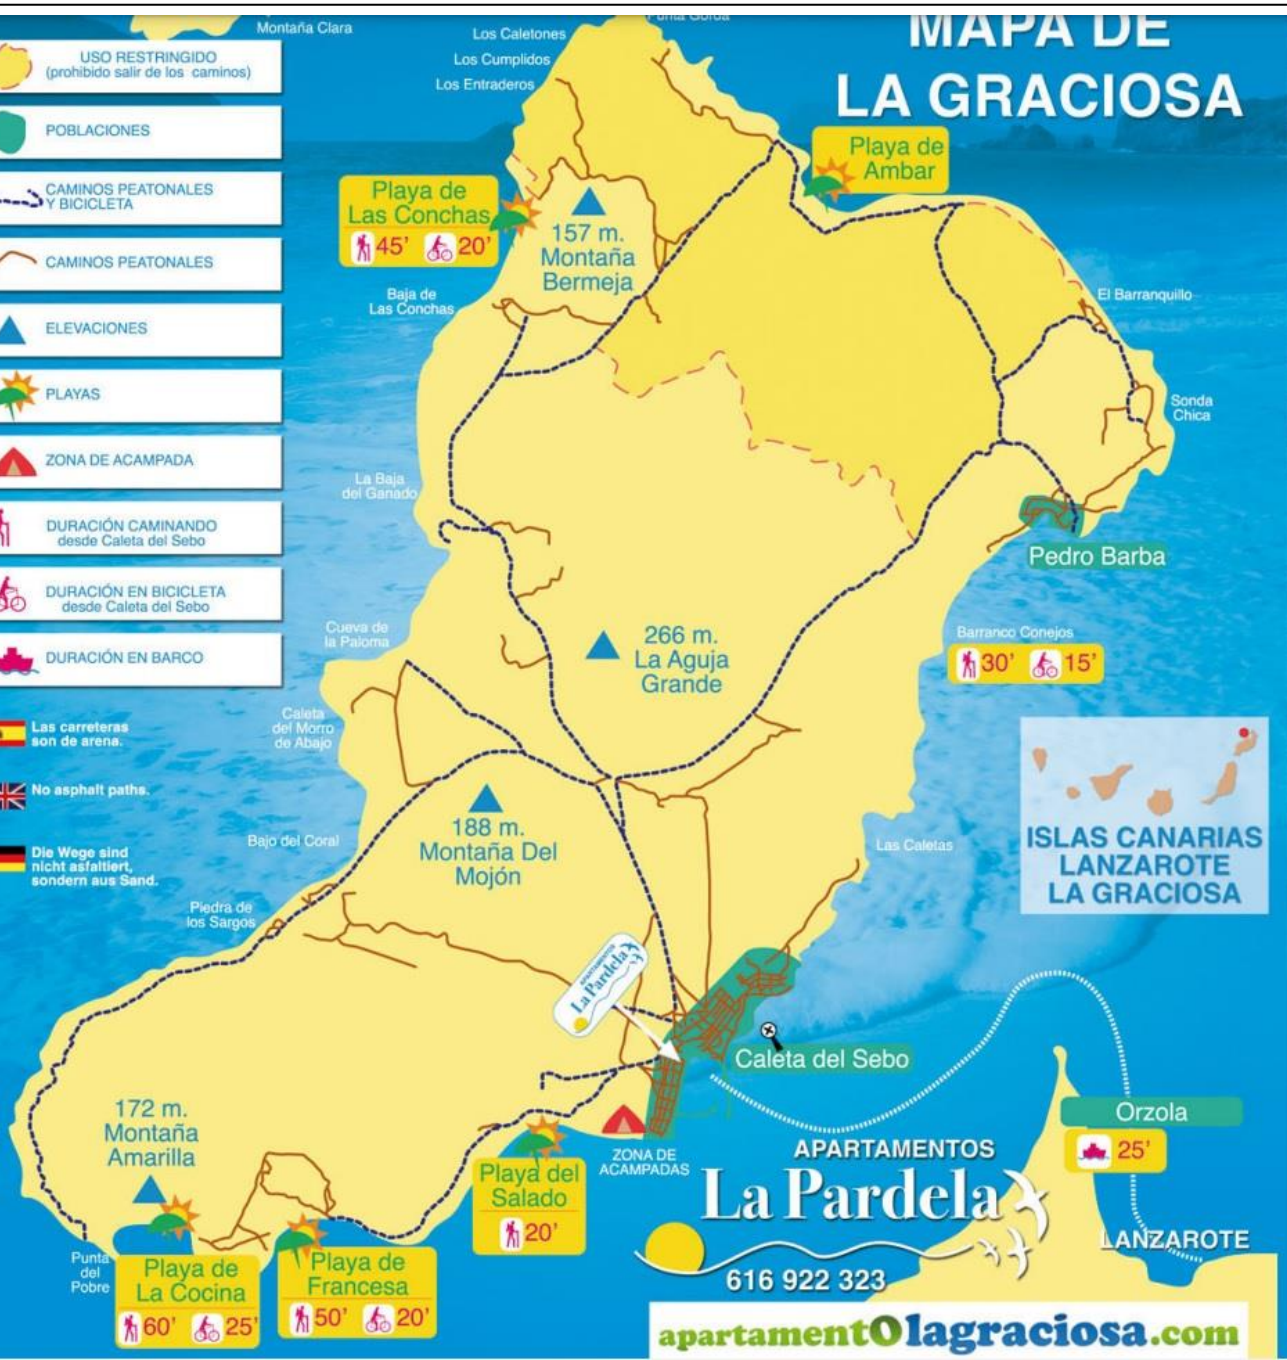 Montaña Clara
Los Caletones
Los Cumplidos
Los Entraderos
Punta Gorda
MAPA DE
LA GRACIOSA
USO RESTRINGIDO
(prohibido salir de los caminos)
POBLACIONES
CAMINOS PEATONALES
Y BICICLETA
CAMINOS PEATONALES
ELEVACIONES
PLAYAS
ZONA DE ACAMPADA
DURACIÓN CAMINANDO
desde Caleta del Sebo
DURACIÓN EN BICICLETA
desde Caleta del Sebo
DURACIÓN EN BARCO
Las carreteras
son de arena.
No asphalt paths.
Die Wege sind
nicht asfaltiert,
sondern aus Sand.
Playa de
Ambar
Playa de
Las Conchas
45' 20'
157 m.
Montaña
Bermeja
Baja de
Las Conchas
El Barranquillo
Sonda
Chica
La Baja
del Ganado
Pedro Barba
Cueva de
la Paloma
266 m.
La Aguja
Grande
Barranco Conejos
30' 15'
Caleta
del Morro
de Abajo
188 m.
Montaña Del
Mojón
Bajo del Coral
Las Caletas
ISLAS CANARIAS
LANZAROTE
LA GRACIOSA
Piedra de
los Sargos
APARTAMENTOS
La Pardela
Caleta del Sebo
172 m.
Montaña
Amarilla
Orzola
25'
ZONA DE
ACAMPADAS
Playa del
Salado
20'
APARTAMENTOS
La Pardela
616 922 323
LANZAROTE
Punta
del
Pobre
Playa de
La Cocina
60' 25'
Playa de
Francesa
50' 20'
apartamentOlagraciosa.com